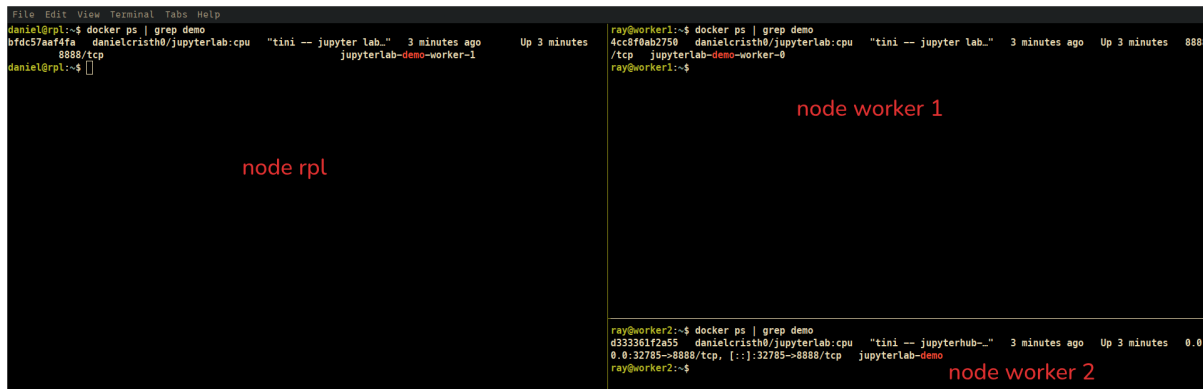 File Edit View Terminal Tabs Help
daniel@rpl:~$ docker ps | grep demo
bfdc57aaf4fa danielcristh0/jupyterlab:cpu "tini -- jupyter lab…" 3 minutes ago Up 3 minutes
8888/tcp jupyterlab-demo-worker-1
daniel@rpl:~$
node rpl
ray@worker1:~$ docker ps | grep demo
4cc8f0ab2750 danielcristh0/jupyterlab:cpu "tini -- jupyter lab…" 3 minutes ago Up 3 minutes 888
/tcp jupyterlab-demo-worker-0
ray@worker1:~$
node worker 1
ray@worker2:~$ docker ps | grep demo
d333361f2a55 danielcristh0/jupyterlab:cpu "tini -- jupyterhub-…" 3 minutes ago Up 3 minutes 0.0
0.0:32785->8888/tcp, [::]:32785->8888/tcp jupyterlab-demo
ray@worker2:~$
node worker 2